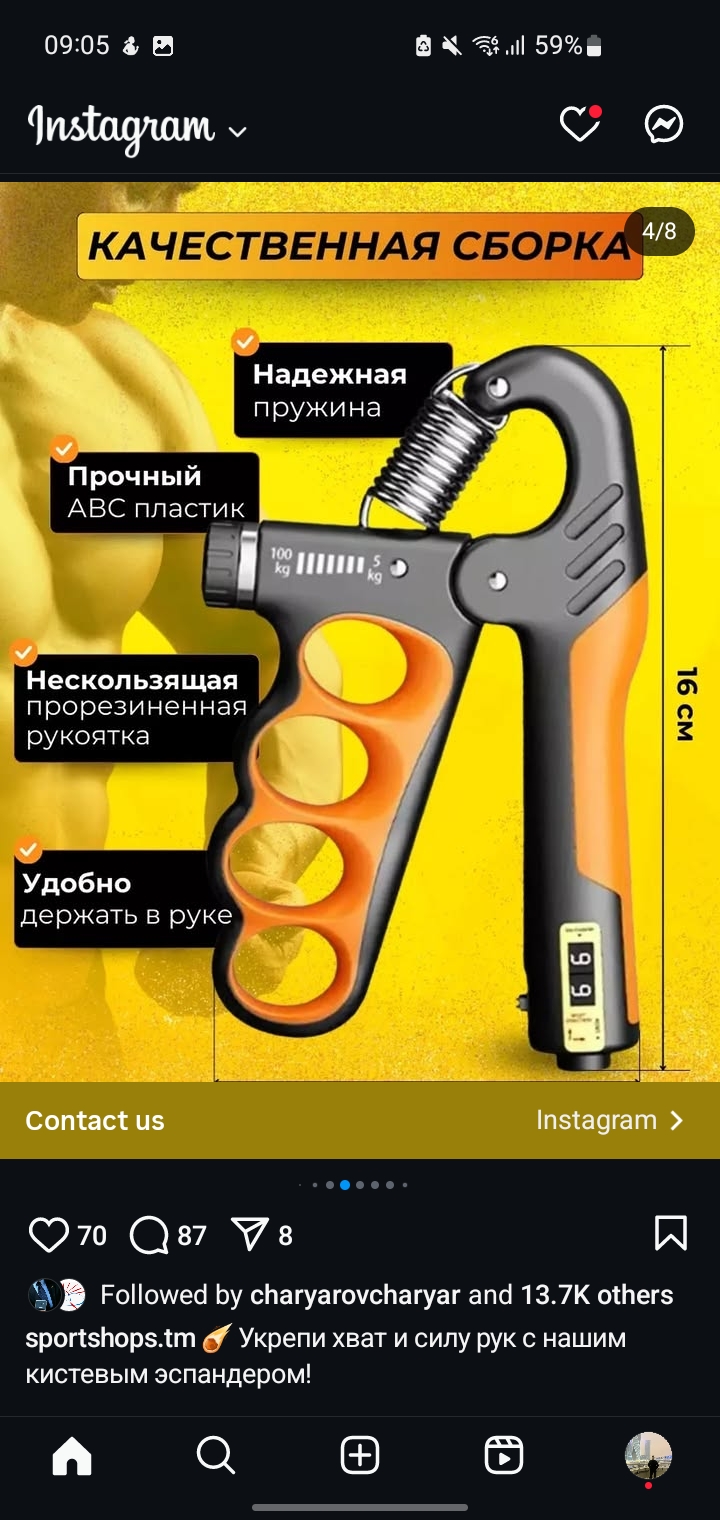 09:05
59%
Instagram
КАЧЕСТВЕННАЯ СБОРКА
4/8
Надежная
пружина
Прочный
АВС пластик
100
kg
5
kg
Нескользящая
прорезиненная
рукоятка
16 см
Удобно
держать в руке
Contact us
Instagram
70
87
8
Followed by charyarovcharyar and 13.7K others
sportshops.tm Укрепи хват и силу рук с нашим
кистевым эспандером!